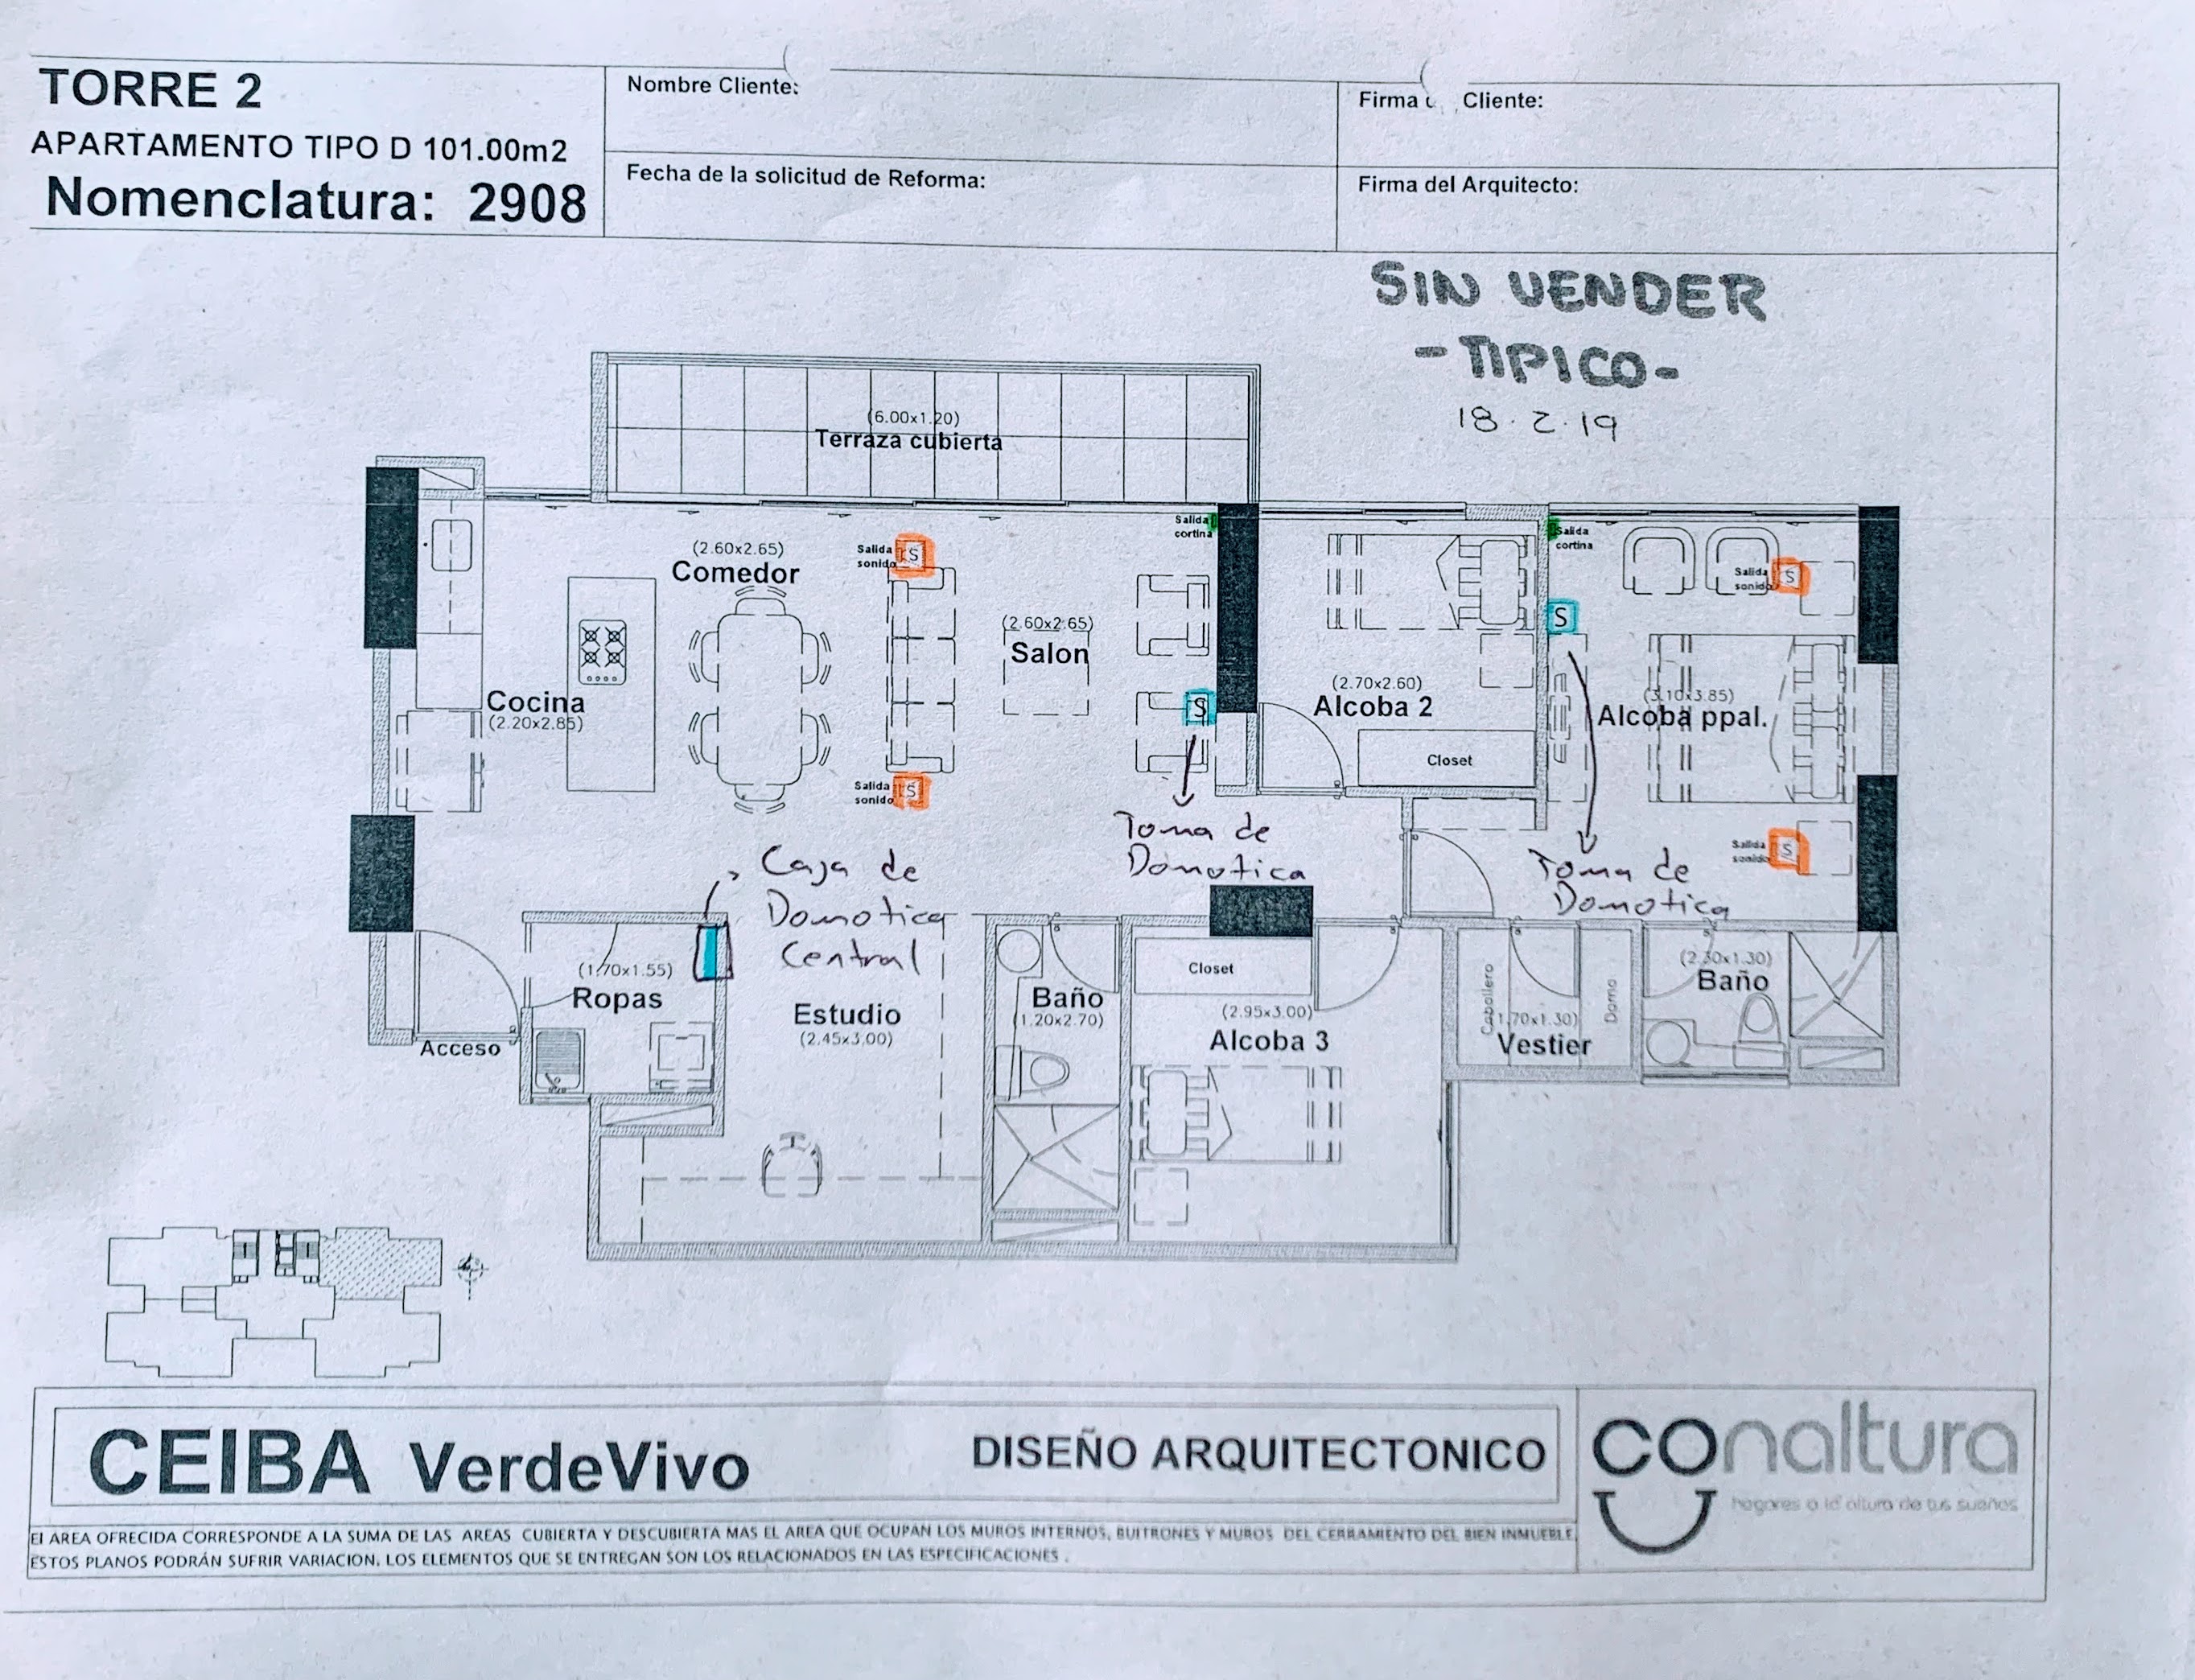 TORRE 2
APARTAMENTO TIPO D 101.00m2
Nomenclatura: 2908
Nombre Cliente:
Fecha de la solicitud de Reforma:
Firma Cliente:
Firma del Arquitecto:
SIN VENDER
-TIPICO-
18.2.19
(6.00x1.20)
Terraza cubierta
Salida
cortina
Salida
cortina
(2.60x2.65)
Comedor
Salida
sonido
S
(2.60x2.65)
Salon
Salida
sonido
S
S
Cocina
(2.20x2.85)
S
(2.70x2.60)
Alcoba 2
(3.10x3.85)
Alcoba ppal.
Closet
Salida
sonido
S
Toma de
Domotica
Salida
sonido
S
Toma de
Domotica
Caja de
Domotica
Central
(1.70x1.55)
Ropas
Acceso
Estudio
(2.45x3.00)
Baño
(1.20x2.70)
Closet
(2.95x3.00)
Alcoba 3
Caballero
Dama
(1.70x1.30)
Vestier
(2.30x1.30)
Baño
CEIBA VerdeVivo
DISEÑO ARQUITECTONICO
conaltura
hogares a la altura de tus sueños
El AREA OFRECIDA CORRESPONDE A LA SUMA DE LAS AREAS CUBIERTA Y DESCUBIERTA MAS EL AREA QUE OCUPAN LOS MUROS INTERNOS, BUITRONES Y MUROS DEL CERRAMIENTO DEL BIEN INMUEBLE,
ESTOS PLANOS PODRÁN SUFRIR VARIACION. LOS ELEMENTOS QUE SE ENTREGAN SON LOS RELACIONADOS EN LAS ESPECIFICACIONES .